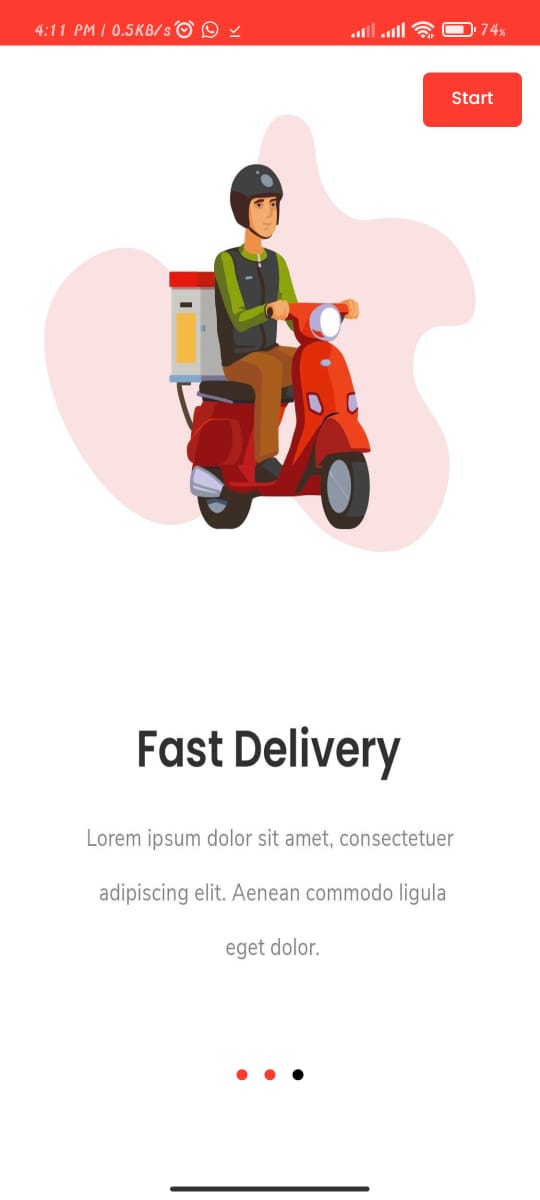 4:11 PM | 0.5KB/s
74%
Start
Fast Delivery
Lorem ipsum dolor sit amet, consectetuer
adipiscing elit. Aenean commodo ligula
eget dolor.